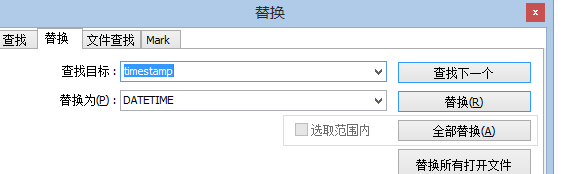 替换
查找 替换 文件查找 Mark
查找目标： timestamp 查找下一个
替换为(P)： DATETIME 替换(R)
选取范围内 全部替换(A)
替换所有打开文件